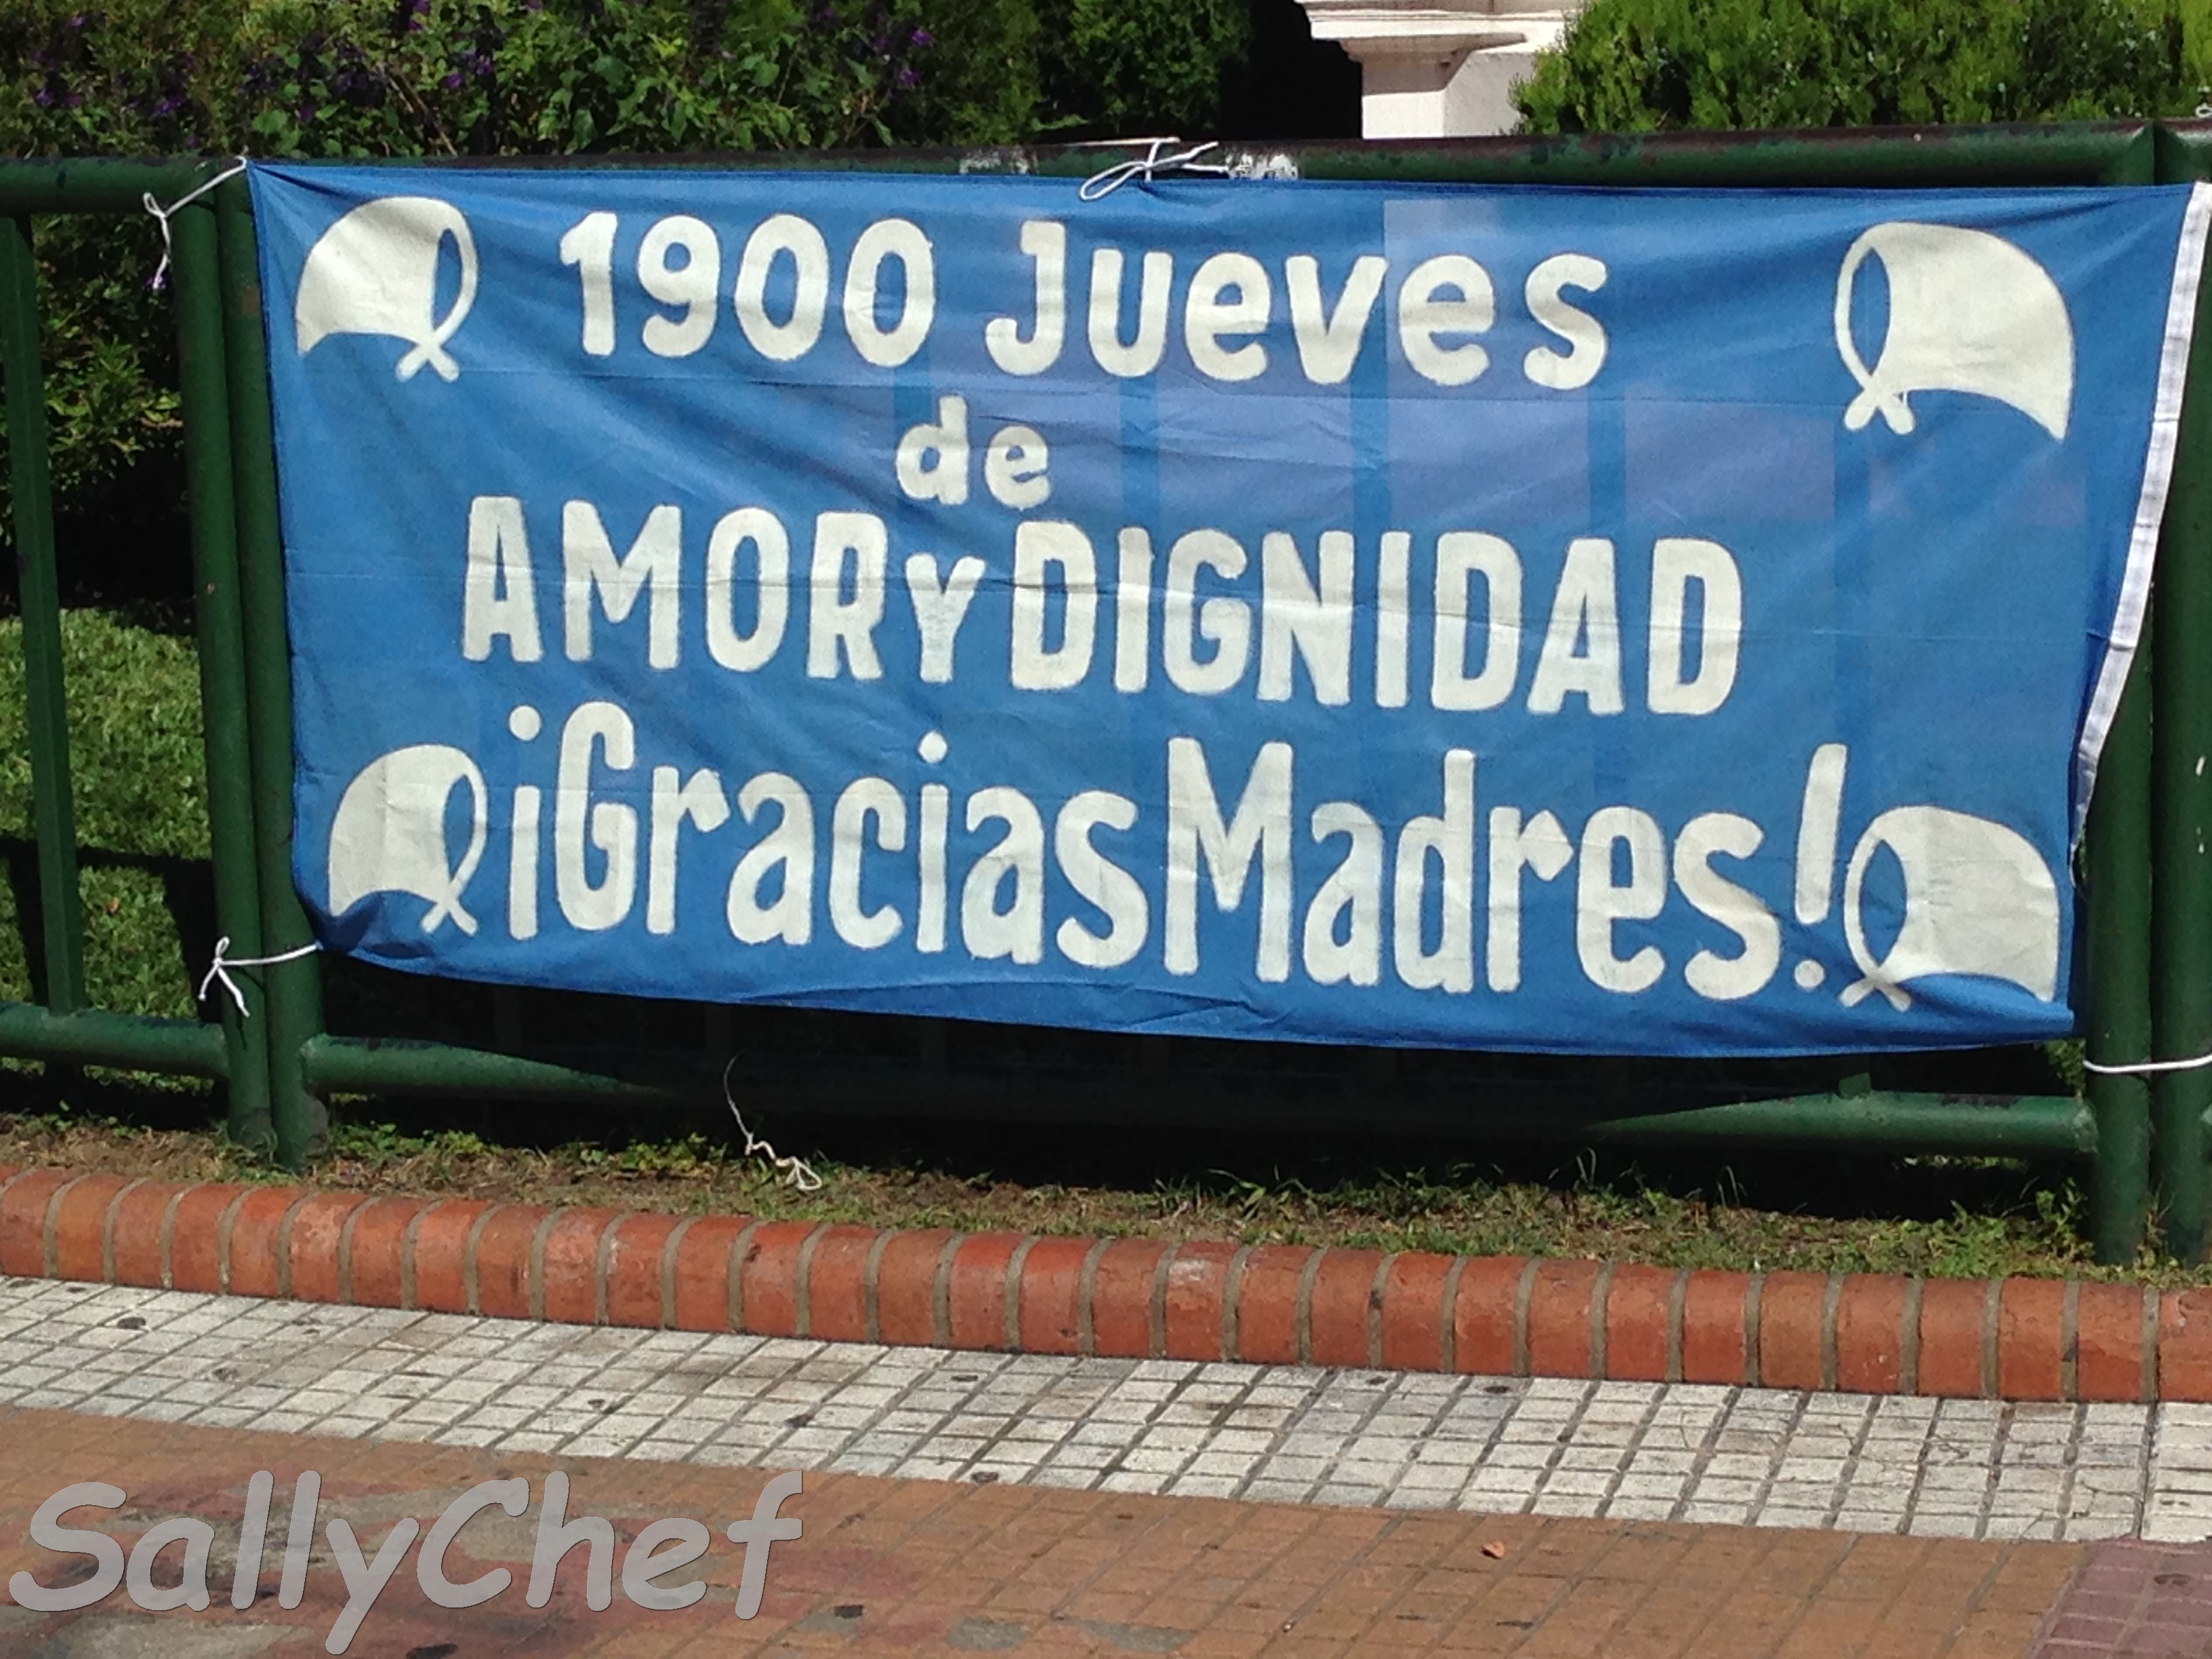 1900 Jueves
de
AMOR Y DIGNIDAD
¡Gracias Madres!
SallyChef